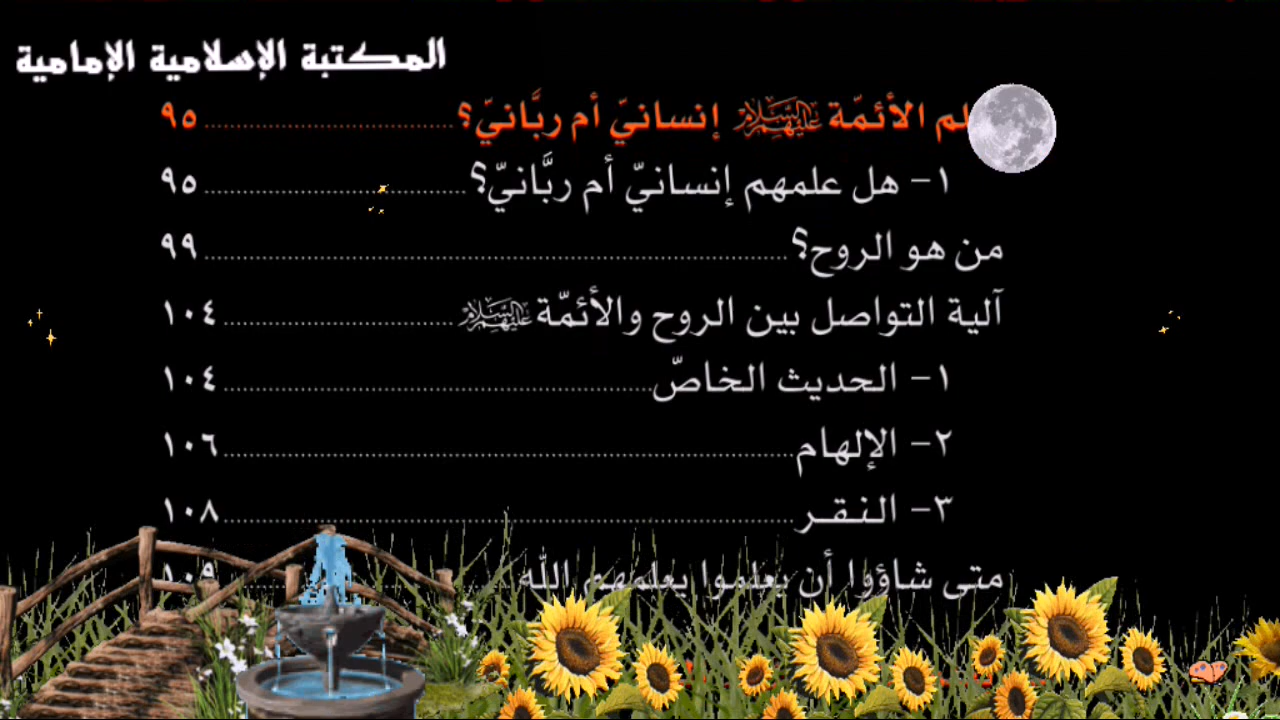 المكتبة الإسلامية الإمامية
الأئمّة عليهم السلام إنسانيّ أم ربَّانيّ؟ ٩٥
١- هل علمهم إنسانيّ أم ربَّانيّ؟ ٩٥
من هو الروح؟ ٩٩
آلية التواصل بين الروح والأئمّة عليهم السلام ١٠٤
١- الحديث الخاصّ ١٠٤
٢- الإلهام ١٠٦
٣- النقر ١٠٨
متى شاؤوا أن يعلموا يعلمهم الله ١٠٩